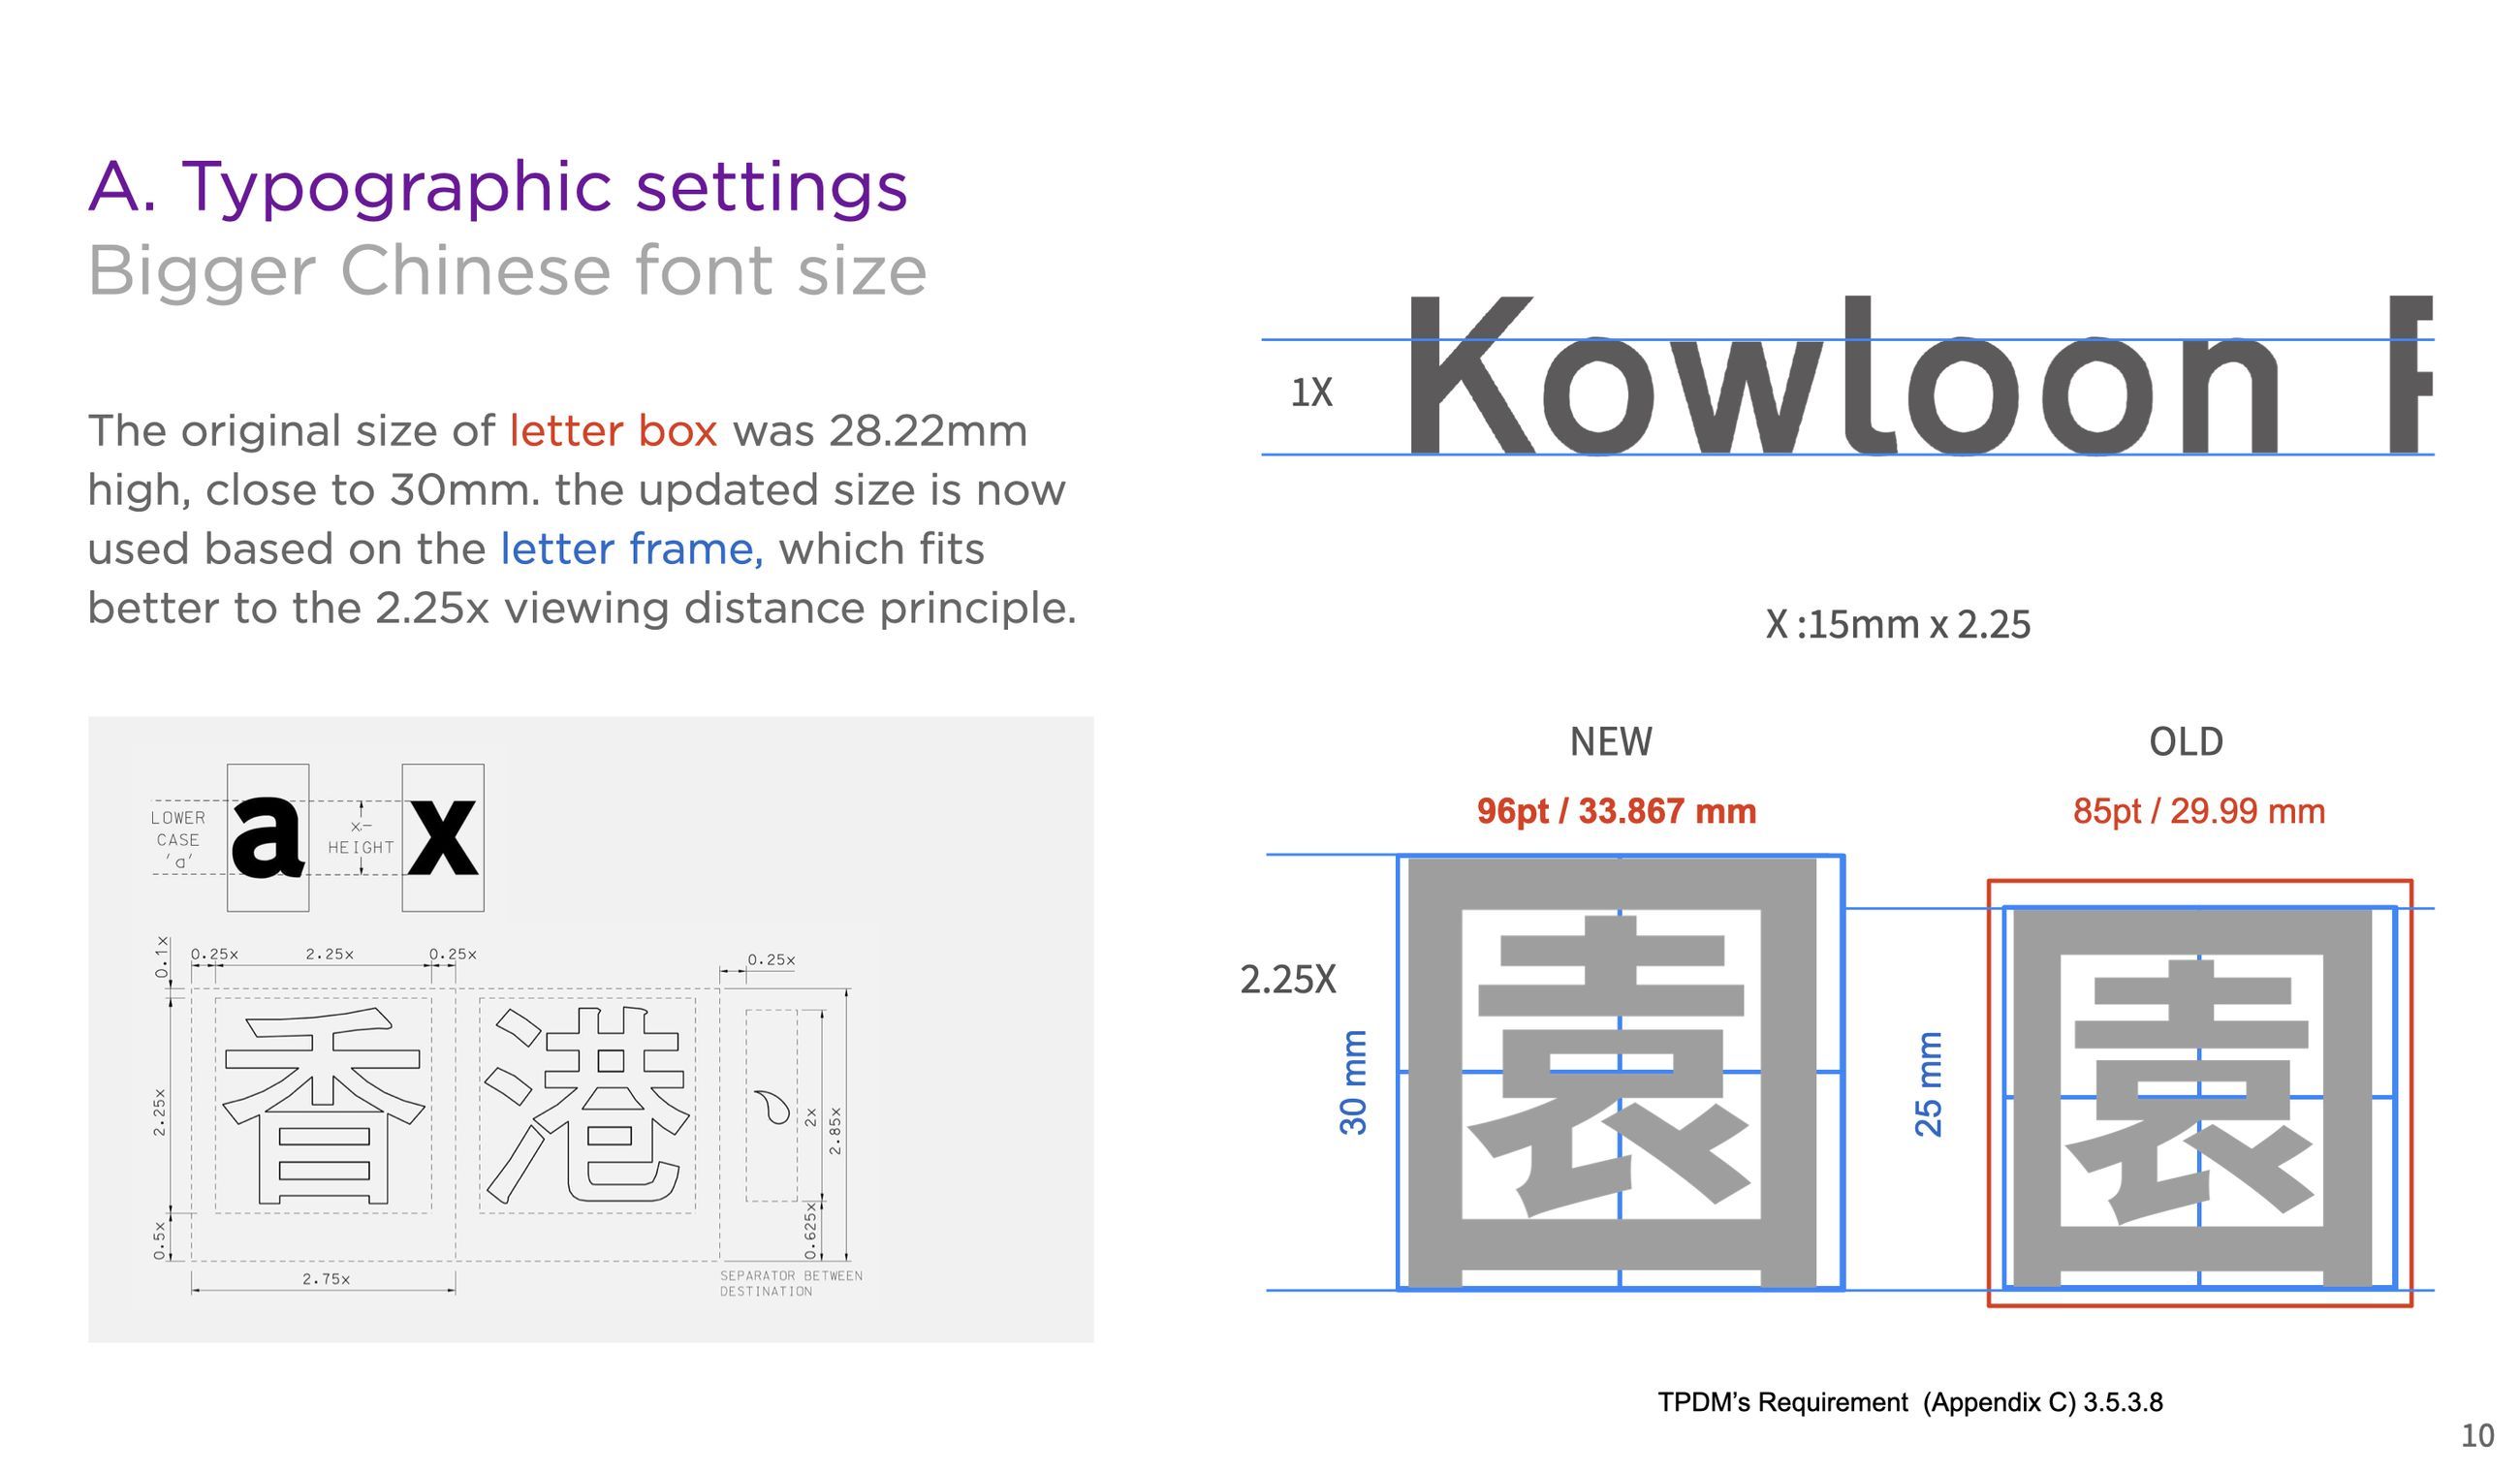 A. Typographic settings
Bigger Chinese font size
The original size of letter box was 28.22mm
high, close to 30mm. the updated size is now
used based on the letter frame, which fits
better to the 2.25x viewing distance principle.
a x
LOWER
CASE
'a'
x-
HEIGHT
0.1x
0.25x 2.25x 0.25x
0.25x
香港、
2.25x
0.5x
2x
2.85x
0.625x
2.75x
SEPARATOR BETWEEN
DESTINATION
Kowloon
1X
X :15mm x 2.25
NEW OLD
96pt / 33.867 mm 85pt / 29.99 mm
2.25X
30 mm
園
25 mm
園
TPDM's Requirement (Appendix C) 3.5.3.8
10